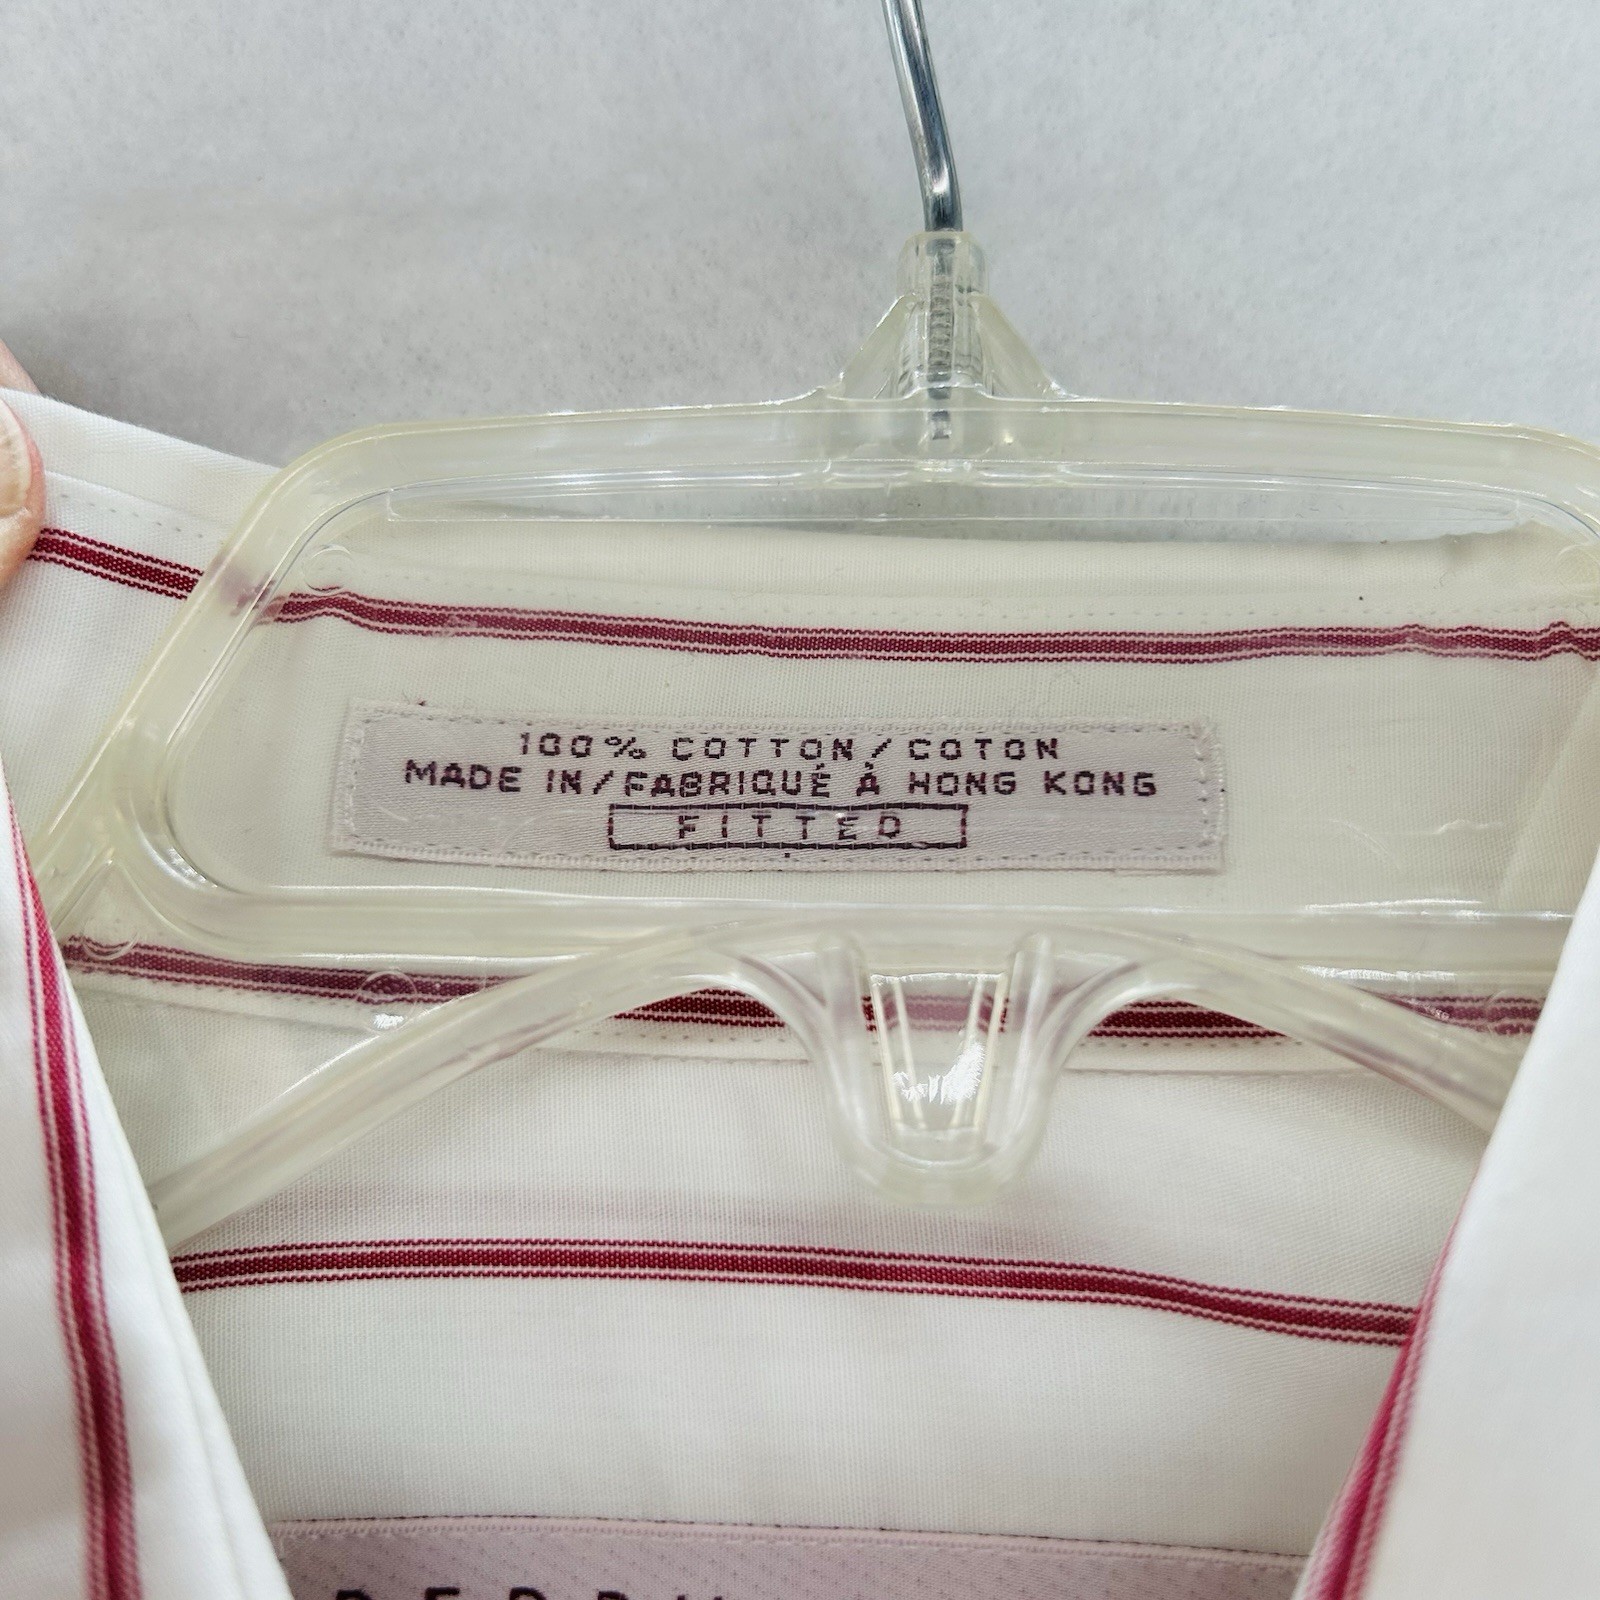 100% COTTON/COTON
MADE IN/FABRIQUÉ À HONG KONG
FITTED